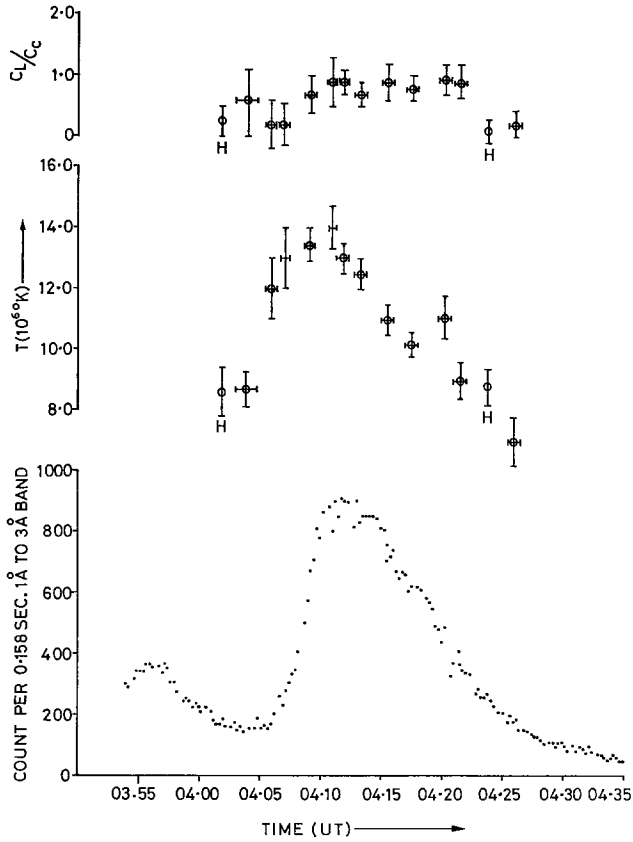 C_L/C_C
2·0
1·0
0
H
H
T(10⁶ °K)
16·0
14·0
12·0
10·0
8·0
H
H
COUNT PER 0·158 SEC. 1Å TO 3Å BAND
1000
800
600
400
200
0
03·55 04·00 04·05 04·10 04·15 04·20 04·25 04·30 04·35
TIME (UT)